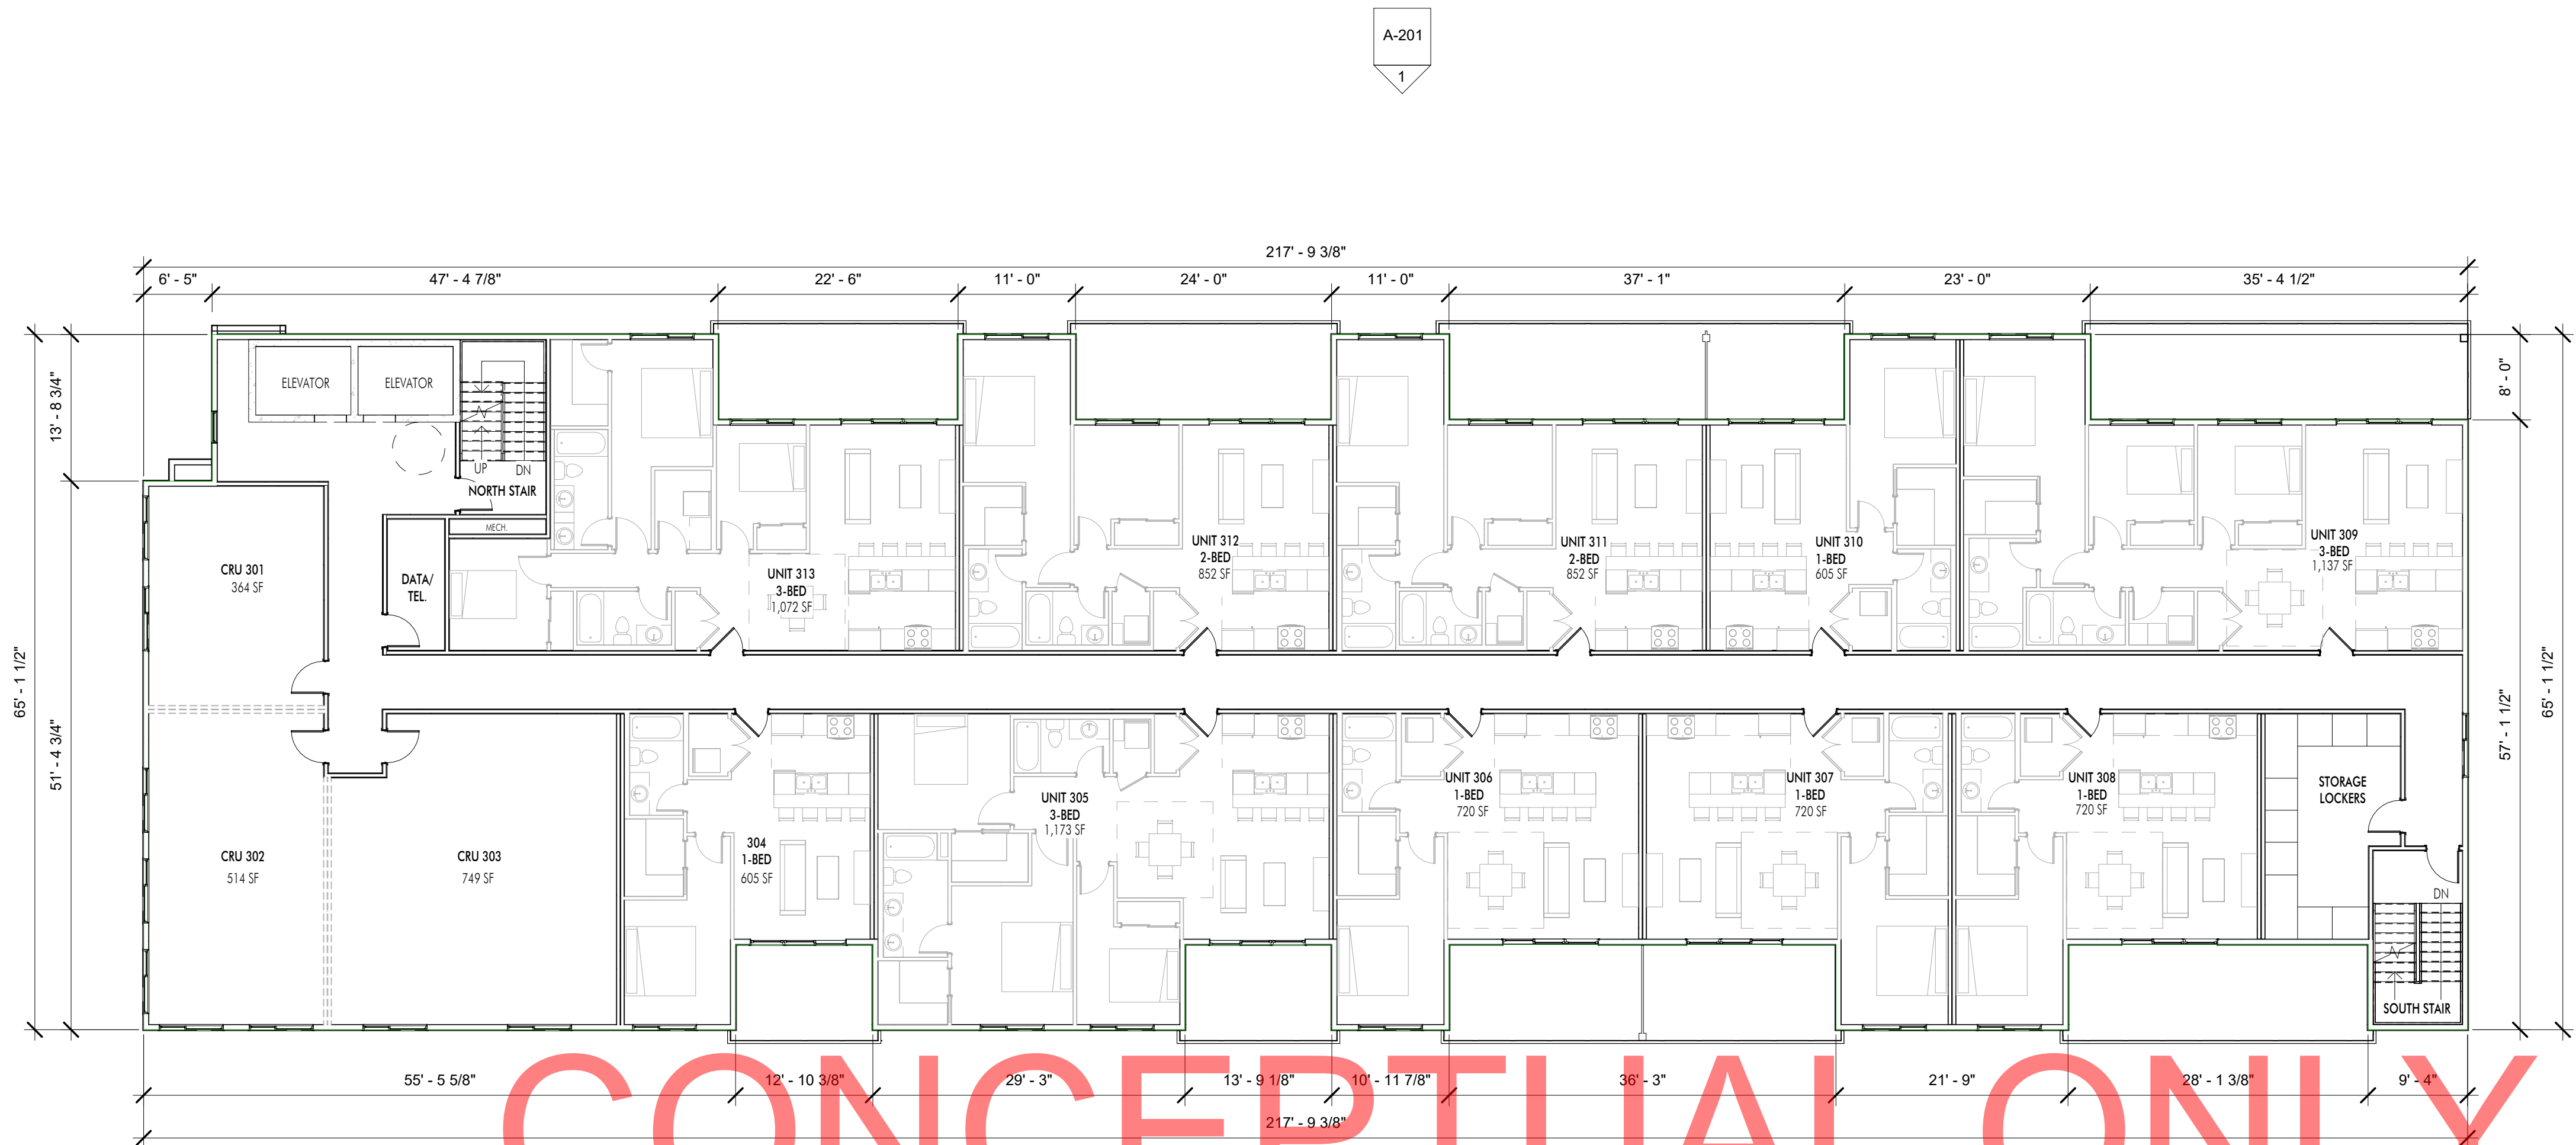 A-201
1
217' - 9 3/8"
6' - 5"
47' - 4 7/8"
22' - 6"
11' - 0"
24' - 0"
11' - 0"
37' - 1"
23' - 0"
35' - 4 1/2"
65' - 1 1/2"
13' - 8 3/4"
51' - 4 3/4"
8' - 0"
57' - 1 1/2"
65' - 1 1/2"
ELEVATOR
ELEVATOR
UP
DN
NORTH STAIR
MECH.
DATA/
TEL.
CRU 301
364 SF
UNIT 313
3-BED
1,072 SF
UNIT 312
2-BED
852 SF
UNIT 311
2-BED
852 SF
UNIT 310
1-BED
605 SF
UNIT 309
3-BED
1,137 SF
CRU 302
514 SF
CRU 303
749 SF
304
1-BED
605 SF
UNIT 305
3-BED
1,173 SF
UNIT 306
1-BED
720 SF
UNIT 307
1-BED
720 SF
UNIT 308
1-BED
720 SF
STORAGE
LOCKERS
DN
SOUTH STAIR
55' - 5 5/8"
12' - 10 3/8"
29' - 3"
13' - 9 1/8"
10' - 11 7/8"
36' - 3"
21' - 9"
28' - 1 3/8"
9' - 4"
217' - 9 3/8"
CONCEPTUAL ONLY